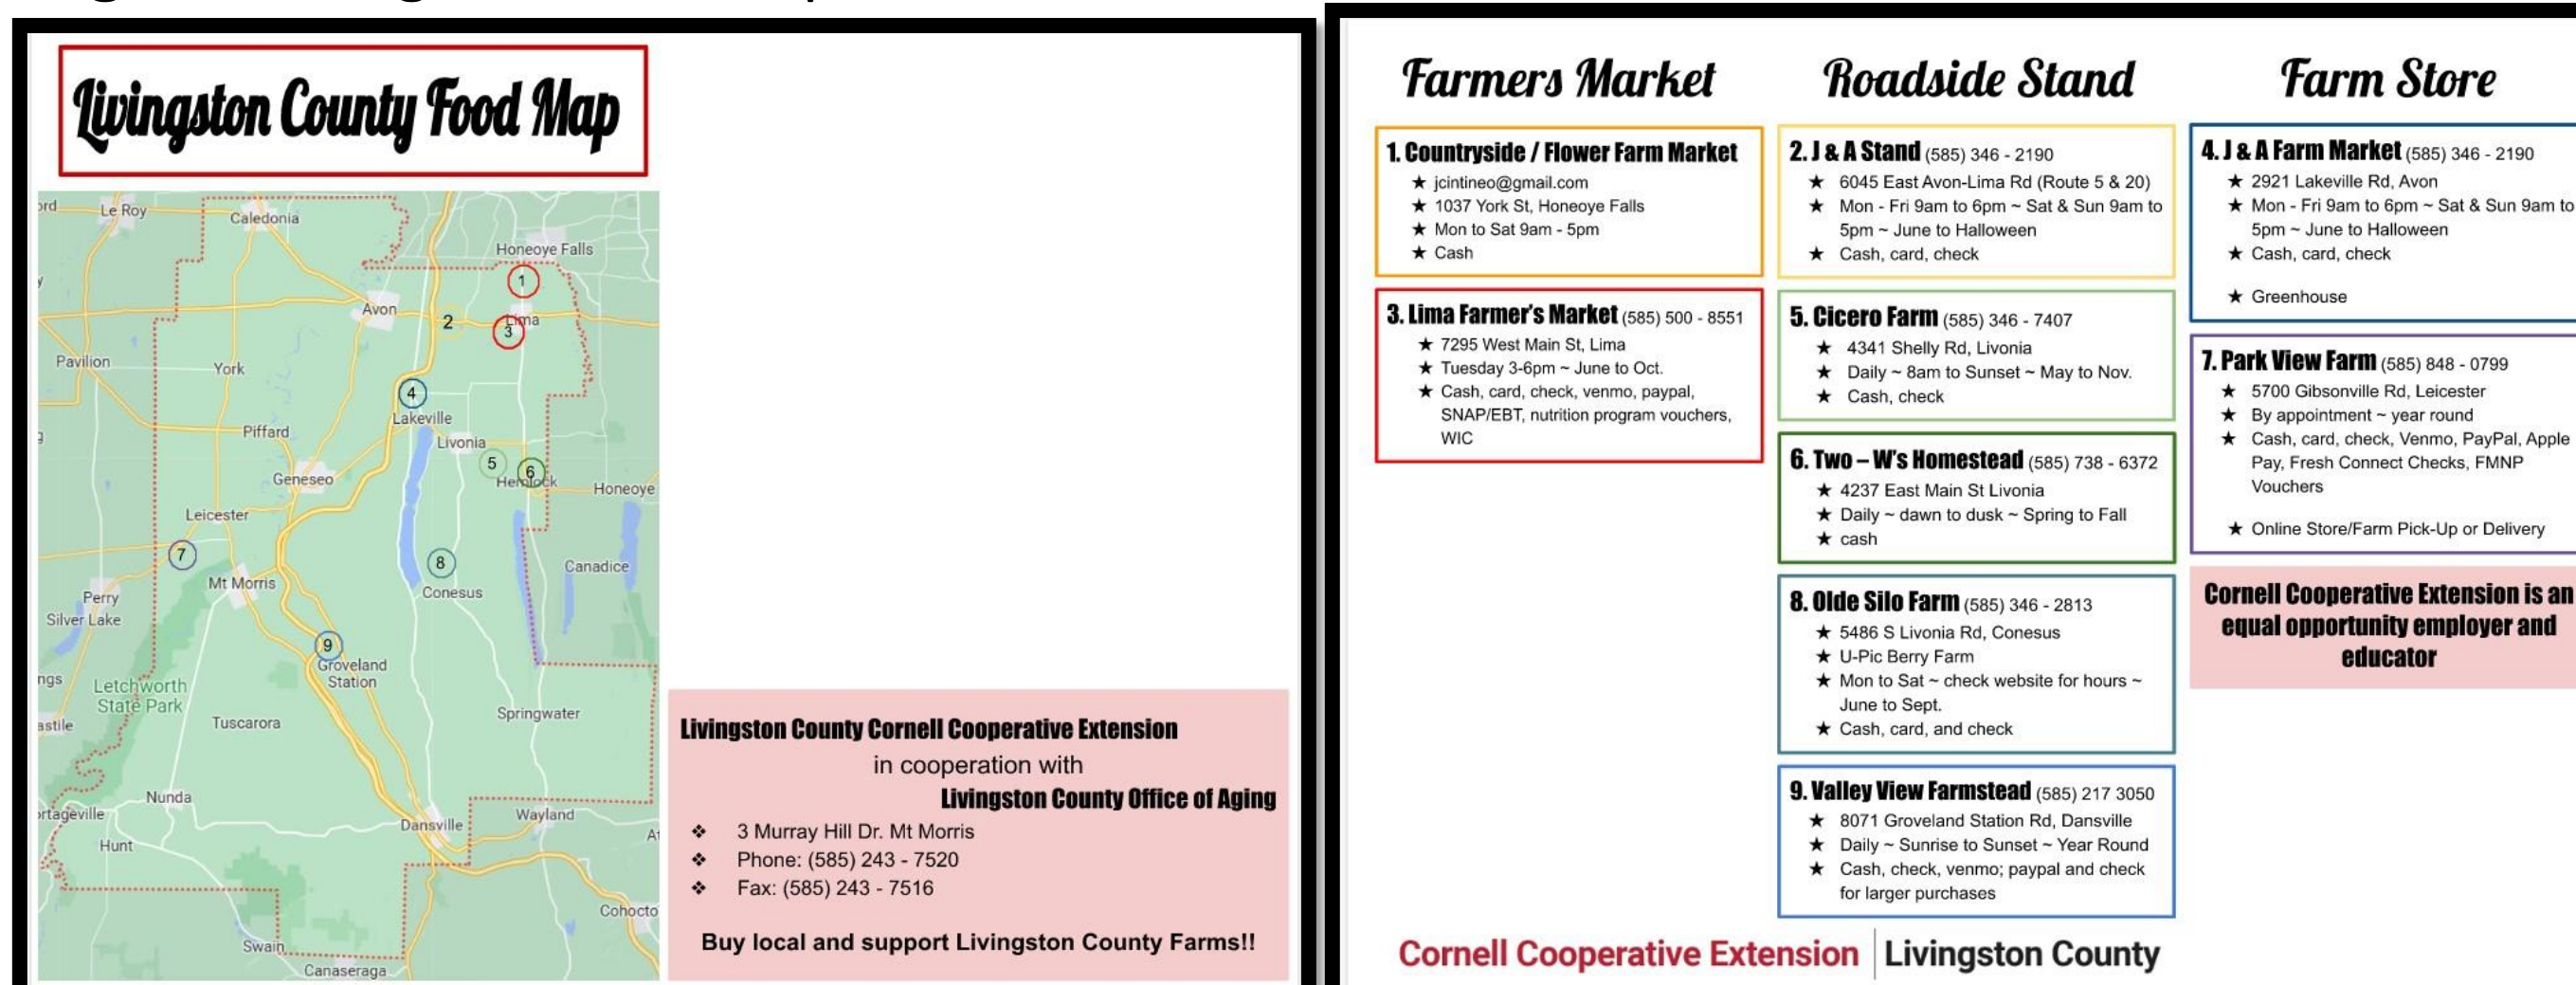 Livingston County Food Map
ord
Le Roy
Caledonia
Honeoye Falls
1
Avon
2
Lima
3
Pavilion
York
4
Lakeville
Piffard
Livonia
5
6
Geneseo
Hemlock
Honeoye
Leicester
7
8
Canadice
Mt Morris
Conesus
Perry
Silver Lake
9
Groveland
Station
ngs
Letchworth
State Park
Springwater
Tuscarora
astile
Nunda
ortageville
Dansville
Wayland
Hunt
Cohocto
Swain
Canaseraga
Livingston County Cornell Cooperative Extension
in cooperation with
Livingston County Office of Aging
❖ 3 Murray Hill Dr. Mt Morris
❖ Phone: (585) 243 - 7520
❖ Fax: (585) 243 - 7516
Buy local and support Livingston County Farms!!
Farmers Market
1. Countryside / Flower Farm Market
★ jcintineo@gmail.com
★ 1037 York St, Honeoye Falls
★ Mon to Sat 9am - 5pm
★ Cash
3. Lima Farmer's Market (585) 500 - 8551
★ 7295 West Main St, Lima
★ Tuesday 3-6pm ~ June to Oct.
★ Cash, card, check, venmo, paypal,
SNAP/EBT, nutrition program vouchers,
WIC
Roadside Stand
2. J & A Stand (585) 346 - 2190
★ 6045 East Avon-Lima Rd (Route 5 & 20)
★ Mon - Fri 9am to 6pm ~ Sat & Sun 9am to
5pm ~ June to Halloween
★ Cash, card, check
5. Cicero Farm (585) 346 - 7407
★ 4341 Shelly Rd, Livonia
★ Daily ~ 8am to Sunset ~ May to Nov.
★ Cash, check
6. Two – W's Homestead (585) 738 - 6372
★ 4237 East Main St Livonia
★ Daily ~ dawn to dusk ~ Spring to Fall
★ cash
8. Olde Silo Farm (585) 346 - 2813
★ 5486 S Livonia Rd, Conesus
★ U-Pic Berry Farm
★ Mon to Sat ~ check website for hours ~
June to Sept.
★ Cash, card, and check
9. Valley View Farmstead (585) 217 3050
★ 8071 Groveland Station Rd, Dansville
★ Daily ~ Sunrise to Sunset ~ Year Round
★ Cash, check, venmo; paypal and check
for larger purchases
Farm Store
4. J & A Farm Market (585) 346 - 2190
★ 2921 Lakeville Rd, Avon
★ Mon - Fri 9am to 6pm ~ Sat & Sun 9am to
5pm ~ June to Halloween
★ Cash, card, check
★ Greenhouse
7. Park View Farm (585) 848 - 0799
★ 5700 Gibsonville Rd, Leicester
★ By appointment ~ year round
★ Cash, card, check, Venmo, PayPal, Apple
Pay, Fresh Connect Checks, FMNP
Vouchers
★ Online Store/Farm Pick-Up or Delivery
Cornell Cooperative Extension is an
equal opportunity employer and
educator
Cornell Cooperative Extension | Livingston County